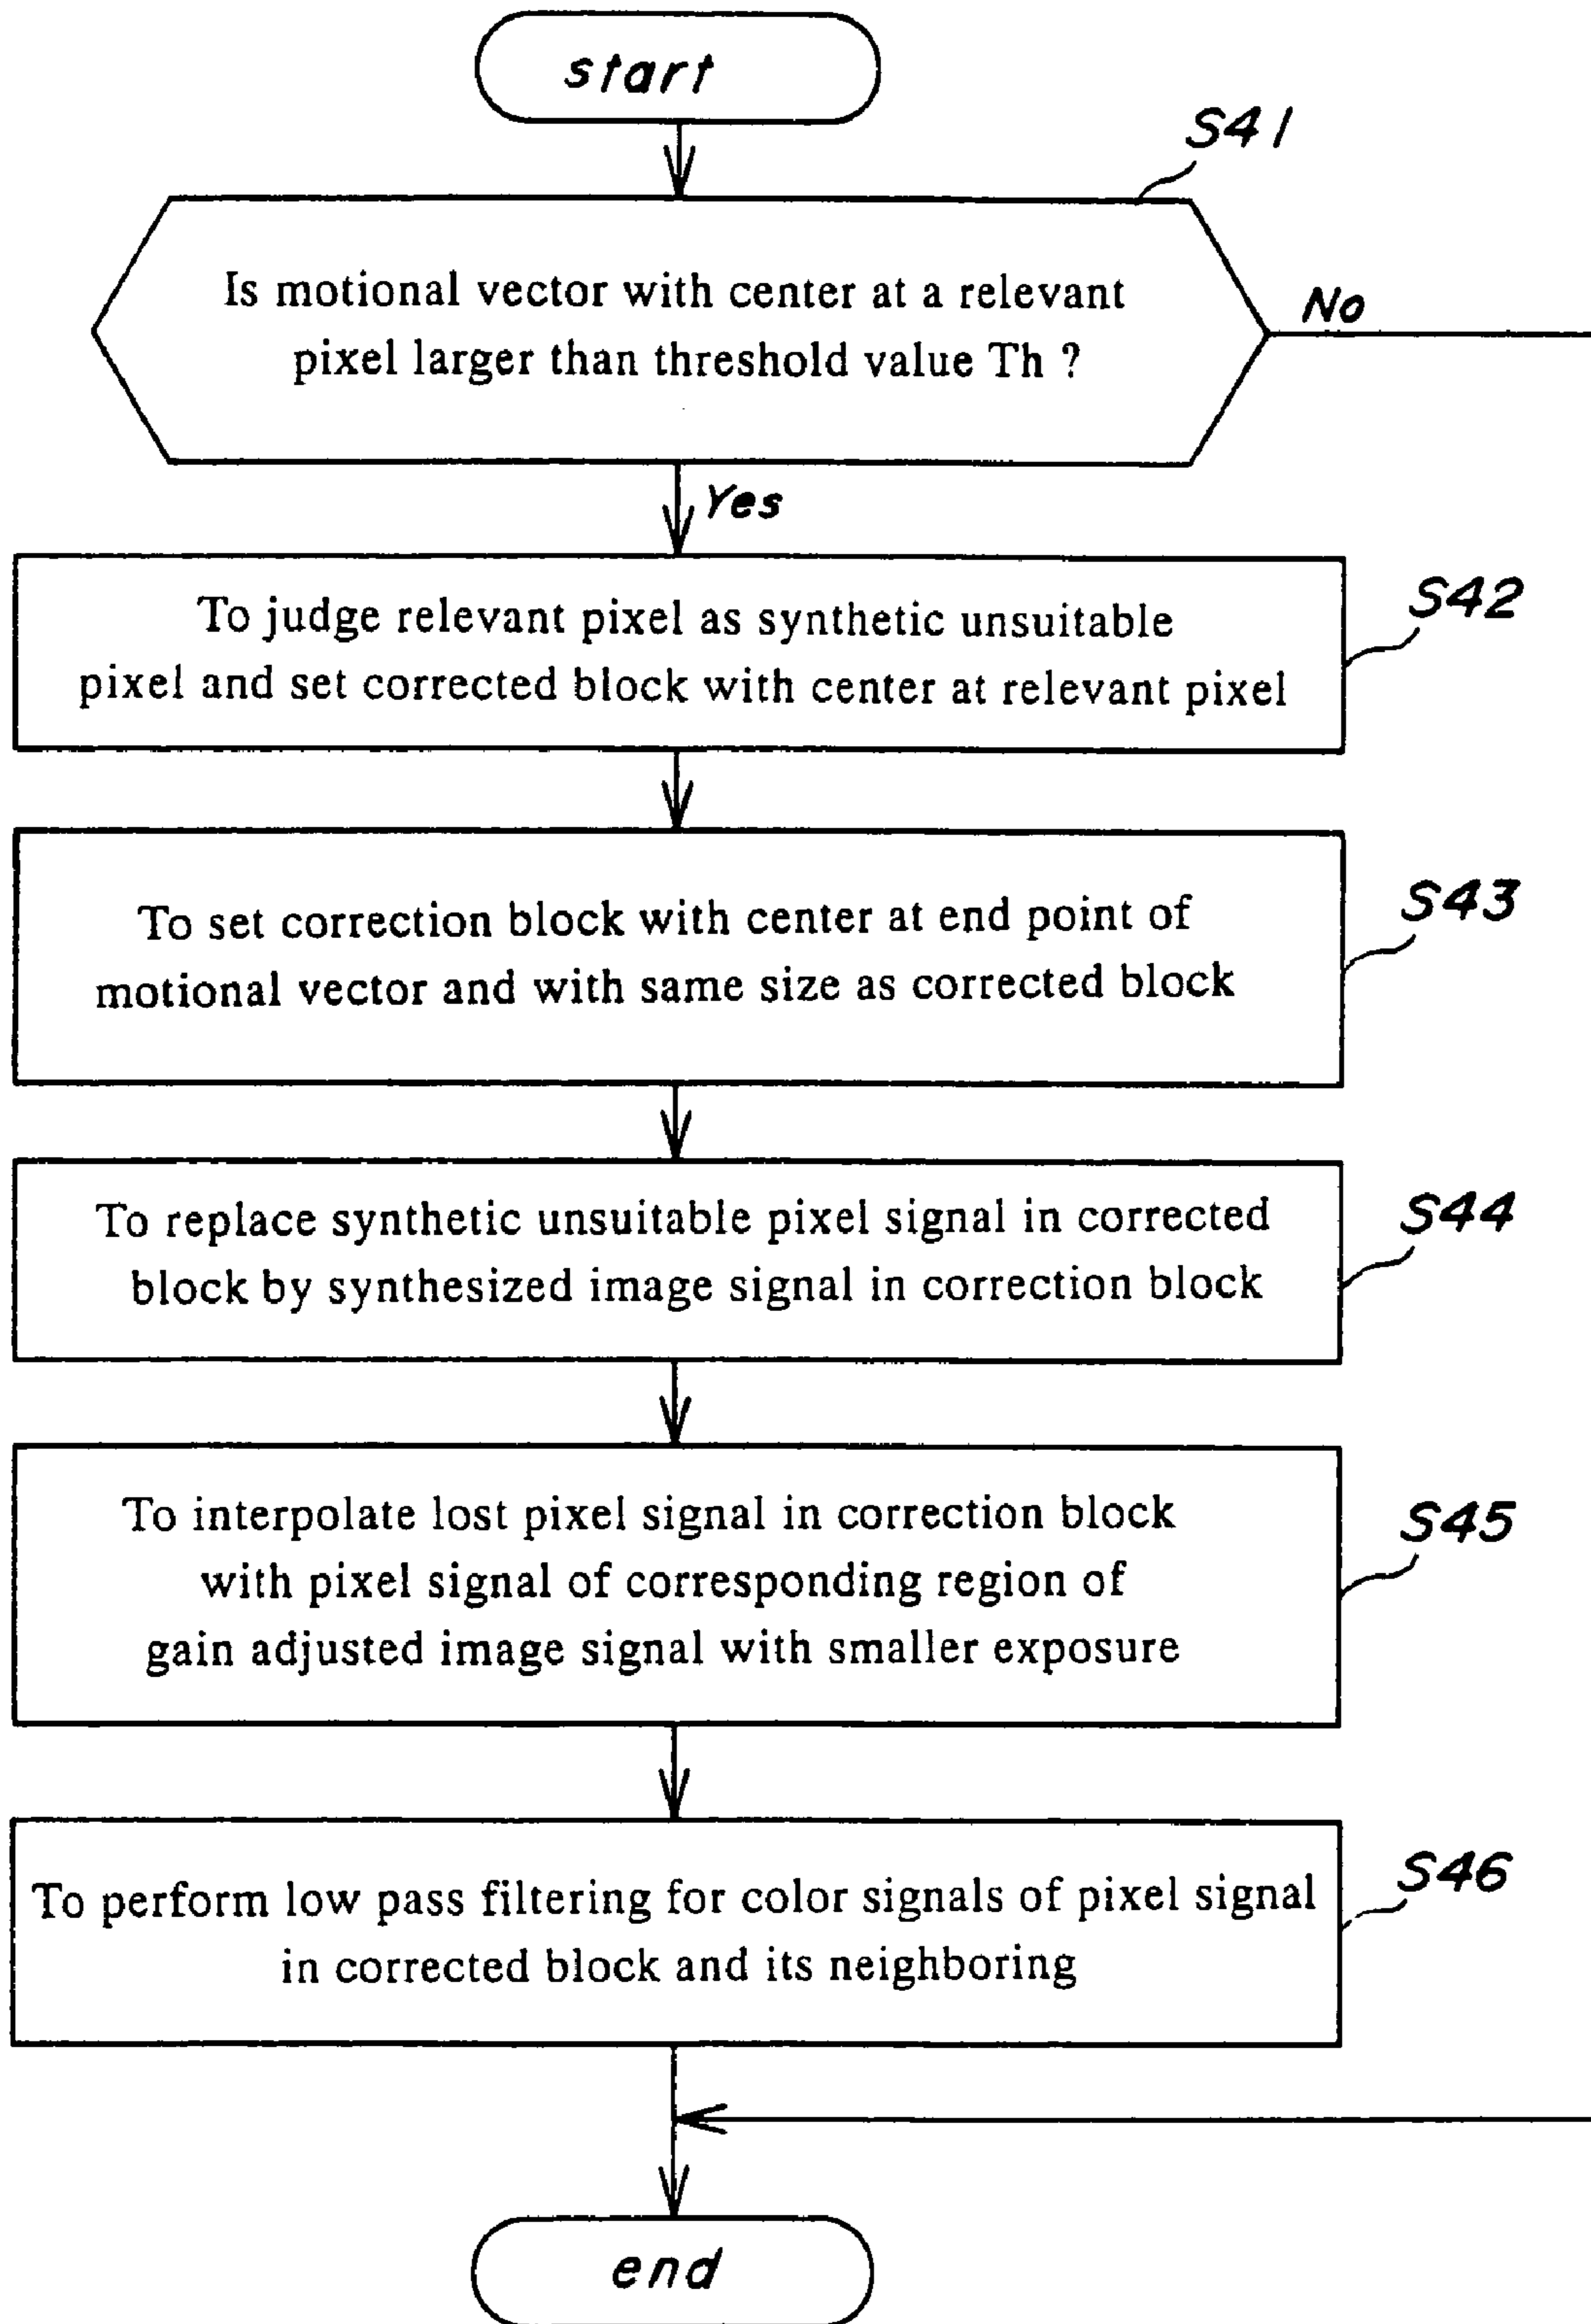 start
S41
Is motional vector with center at a relevant
pixel larger than threshold value Th ?
No
Yes
To judge relevant pixel as synthetic unsuitable
pixel and set corrected block with center at relevant pixel
S42
To set correction block with center at end point of
motional vector and with same size as corrected block
S43
To replace synthetic unsuitable pixel signal in corrected
block by synthesized image signal in correction block
S44
To interpolate lost pixel signal in correction block
with pixel signal of corresponding region of
gain adjusted image signal with smaller exposure
S45
To perform low pass filtering for color signals of pixel signal
in corrected block and its neighboring
S46
end